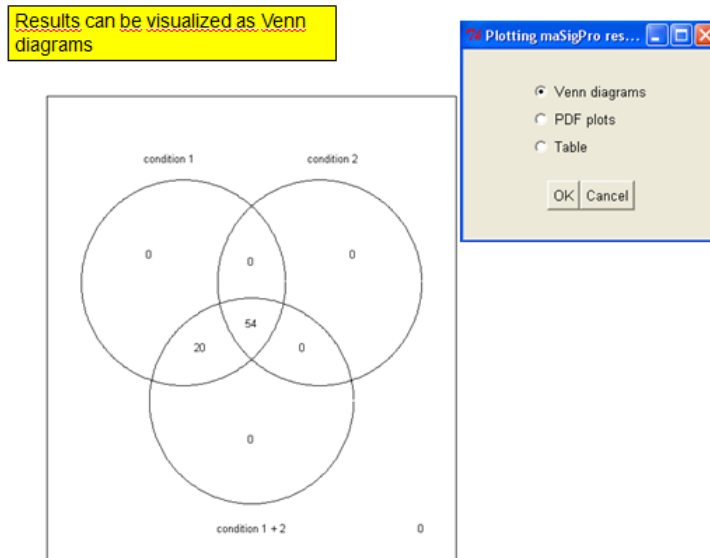 Results can be visualized as Venn
diagrams
Plotting maSigPro res...
Venn diagrams
PDF plots
Table
OK Cancel
condition 1 condition 2
0 0 0
54
20 0
0
condition 1 + 2 0